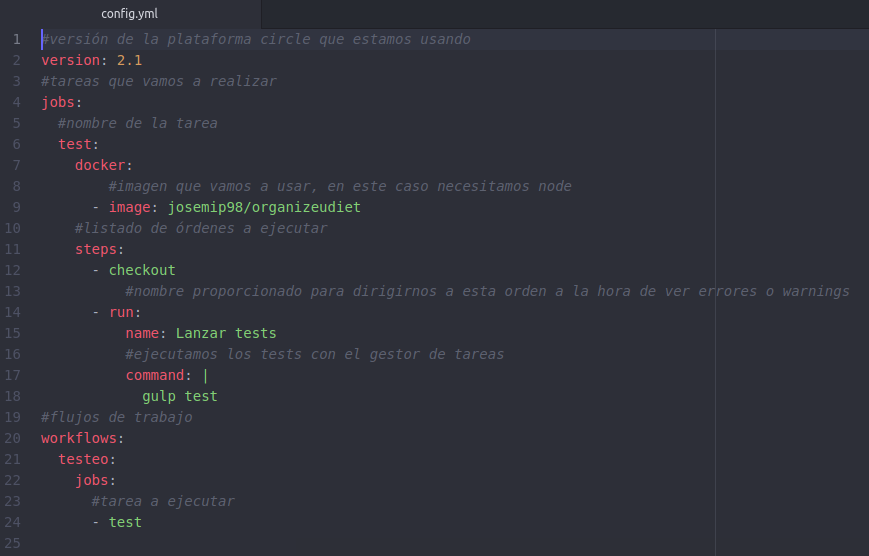 config.yml
1 #versión de la plataforma circle que estamos usando
2 version: 2.1
3 #tareas que vamos a realizar
4 jobs:
5 #nombre de la tarea
6 test:
7 docker:
8 #imagen que vamos a usar, en este caso necesitamos node
9 - image: josemip98/organizeudiet
10 #listado de órdenes a ejecutar
11 steps:
12 - checkout
13 #nombre proporcionado para dirigirnos a esta orden a la hora de ver errores o warnings
14 - run:
15 name: Lanzar tests
16 #ejecutamos los tests con el gestor de tareas
17 command: |
18 gulp test
19 #flujos de trabajo
20 workflows:
21 testeo:
22 jobs:
23 #tarea a ejecutar
24 - test
25